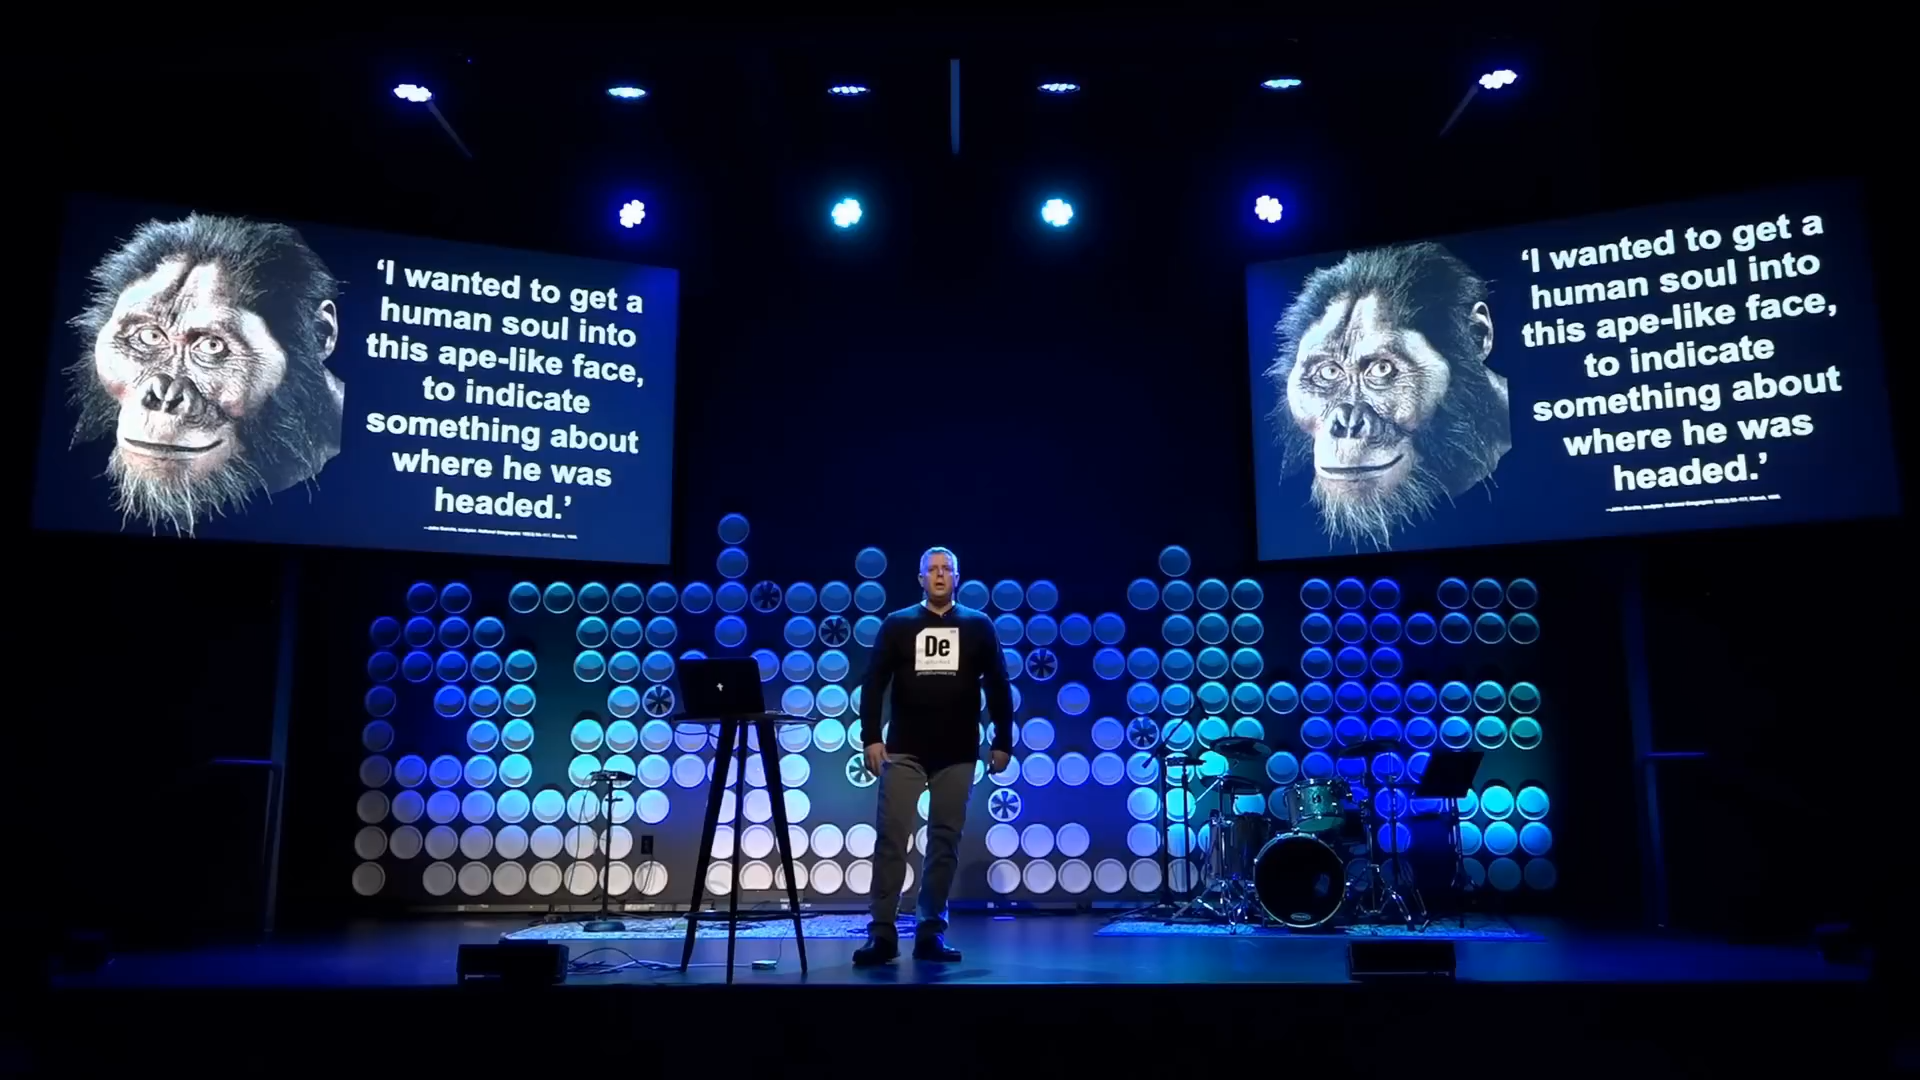 ‘I wanted to get a
human soul into
this ape-like face,
to indicate
something about
where he was
headed.’
‘I wanted to get a
human soul into
this ape-like face,
to indicate
something about
where he was
headed.’
De